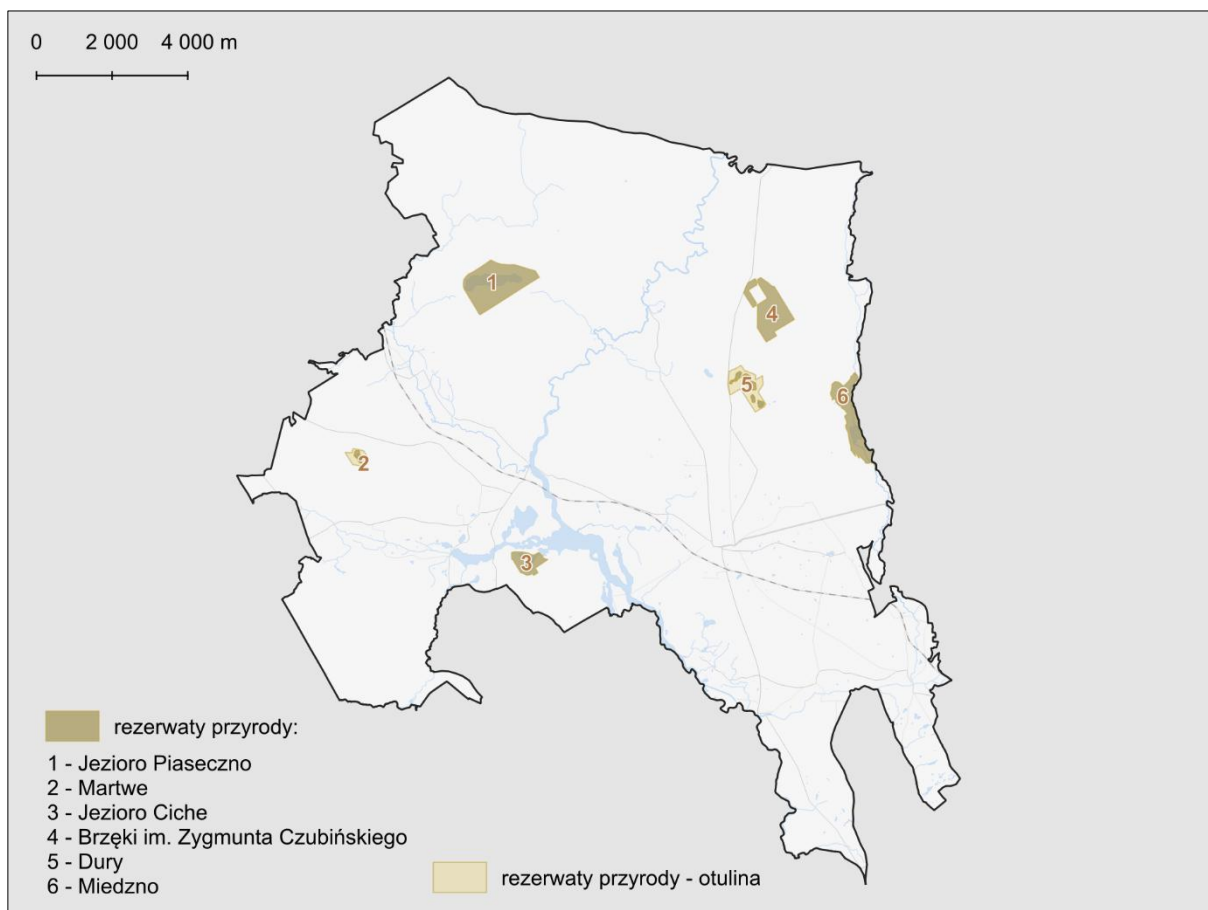 0 2 000 4 000 m
1
4
5
6
2
3
rezerwaty przyrody:
1 - Jezioro Piaseczno
2 - Martwe
3 - Jezioro Ciche
4 - Brzęki im. Zygmunta Czubińskiego
5 - Dury
6 - Miedzno
rezerwaty przyrody - otulina